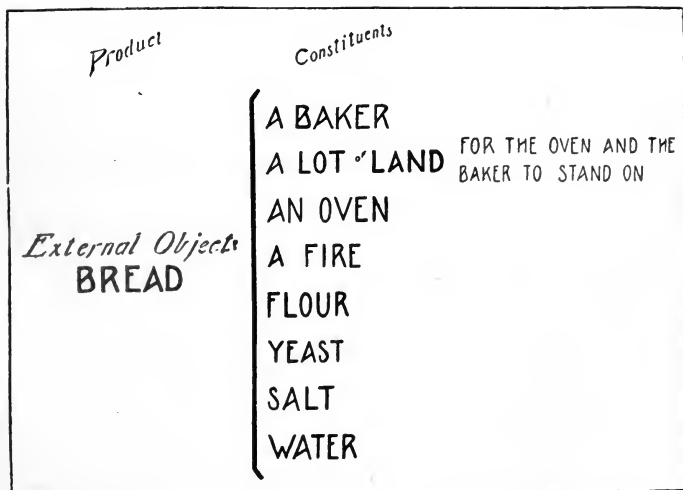 Product
Constituents
A BAKER
A LOT of LAND
FOR THE OVEN AND THE
BAKER TO STAND ON
AN OVEN
External Objects
BREAD
A FIRE
FLOUR
YEAST
SALT
WATER